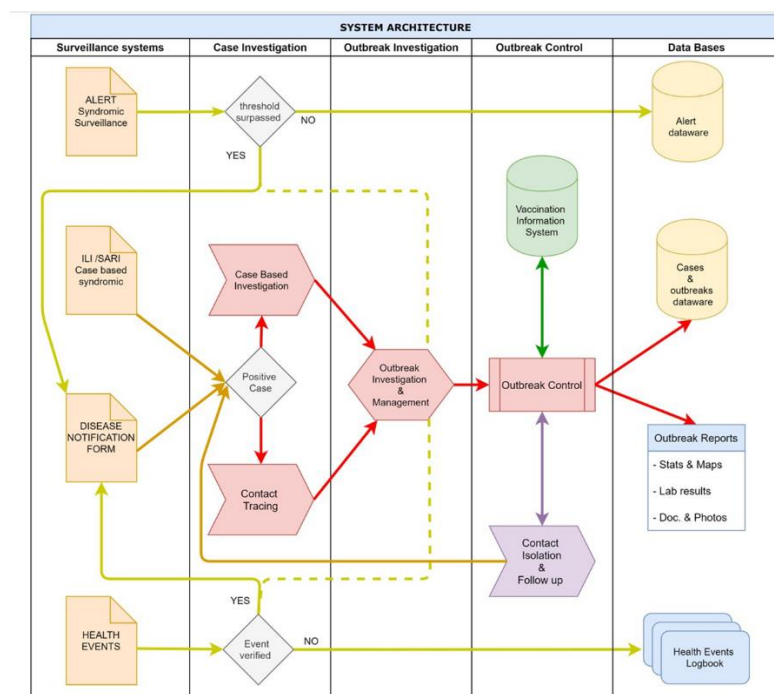 SYSTEM ARCHITECTURE
Surveillance systems
Case Investigation
Outbreak Investigation
Outbreak Control
Data Bases
ALERT
Syndromic
Surveillance
threshold
surpassed
NO
YES
Alert
dataware
Vaccination
Information
System
ILI /SARI
Case based
syndromic
Case Based
Investigation
Cases
&
outbreaks
dataware
Positive
Case
Outbreak
Investigation
&
Management
Outbreak Control
DISEASE
NOTIFICATION
FORM
Outbreak Reports
- Stats & Maps
- Lab results
- Doc. & Photos
Contact
Tracing
Contact
Isolation
&
Follow up
YES
HEALTH
EVENTS
Event
verified
NO
Health Events
Logbook